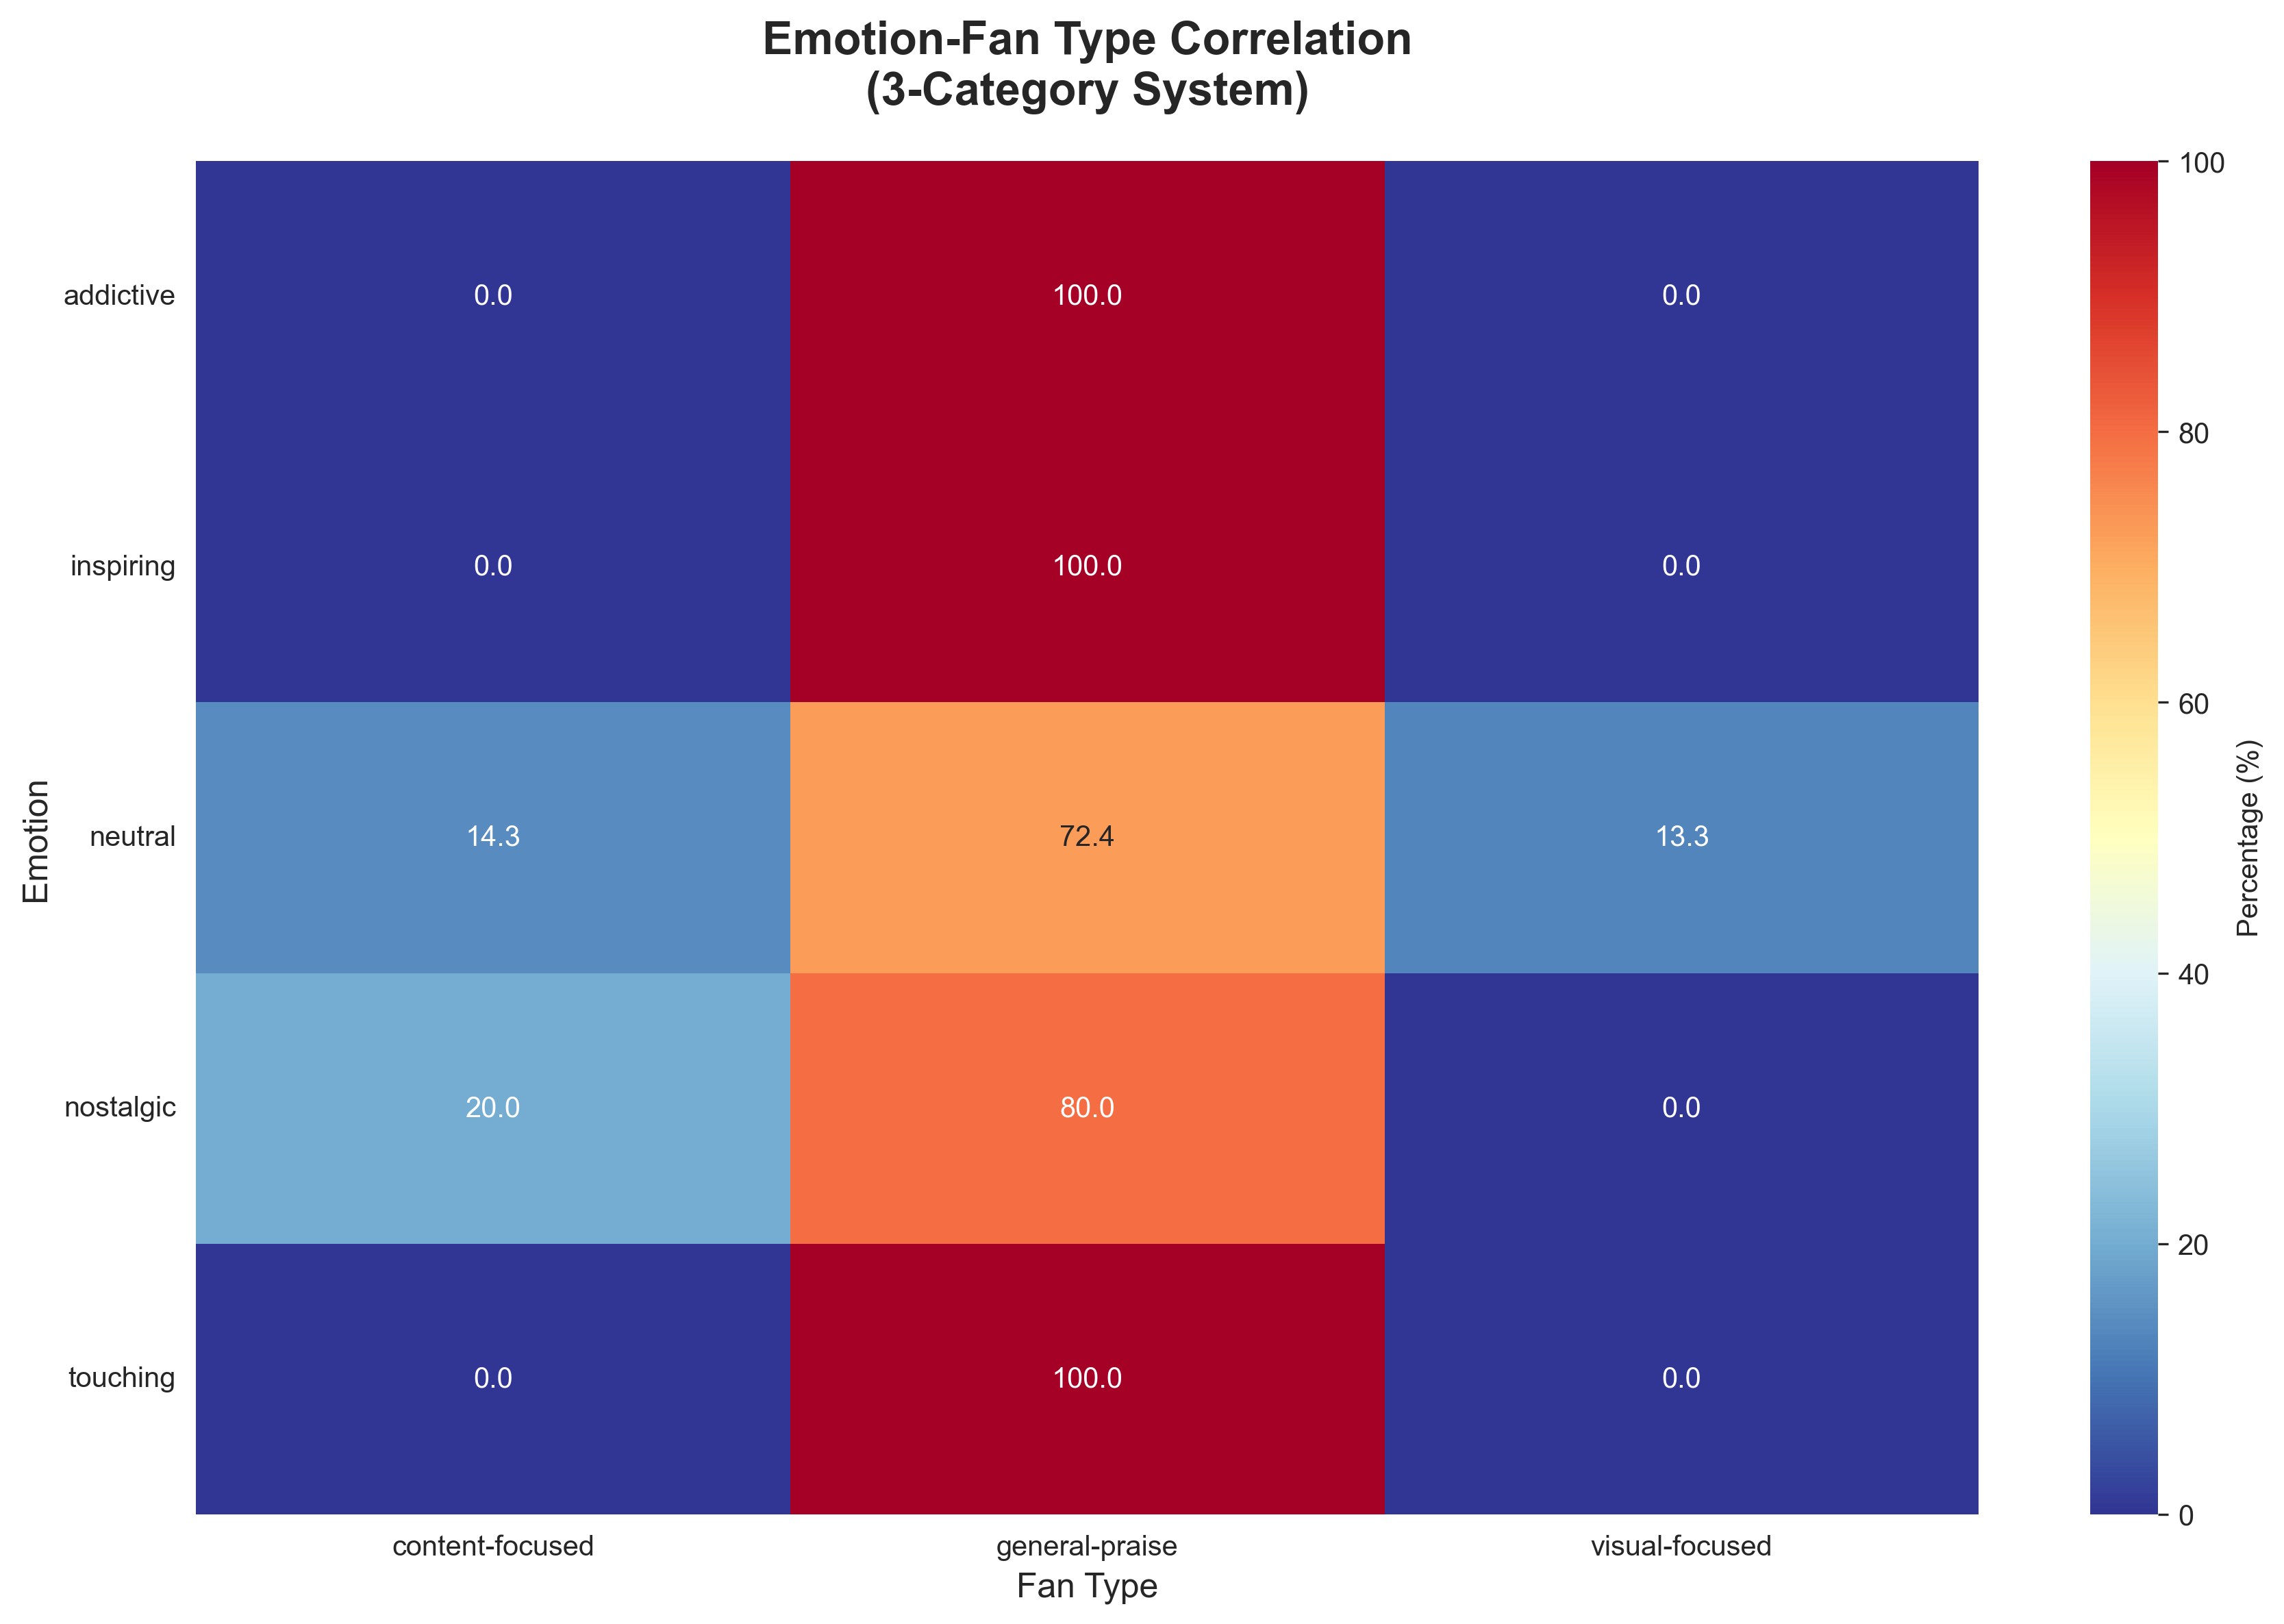 Emotion-Fan Type Correlation
(3-Category System)
Emotion
addictive 0.0 100.0 0.0
inspiring 0.0 100.0 0.0
neutral 14.3 72.4 13.3
nostalgic 20.0 80.0 0.0
touching 0.0 100.0 0.0
content-focused general-praise visual-focused
Fan Type
100
80
60
40
20
0
Percentage (%)